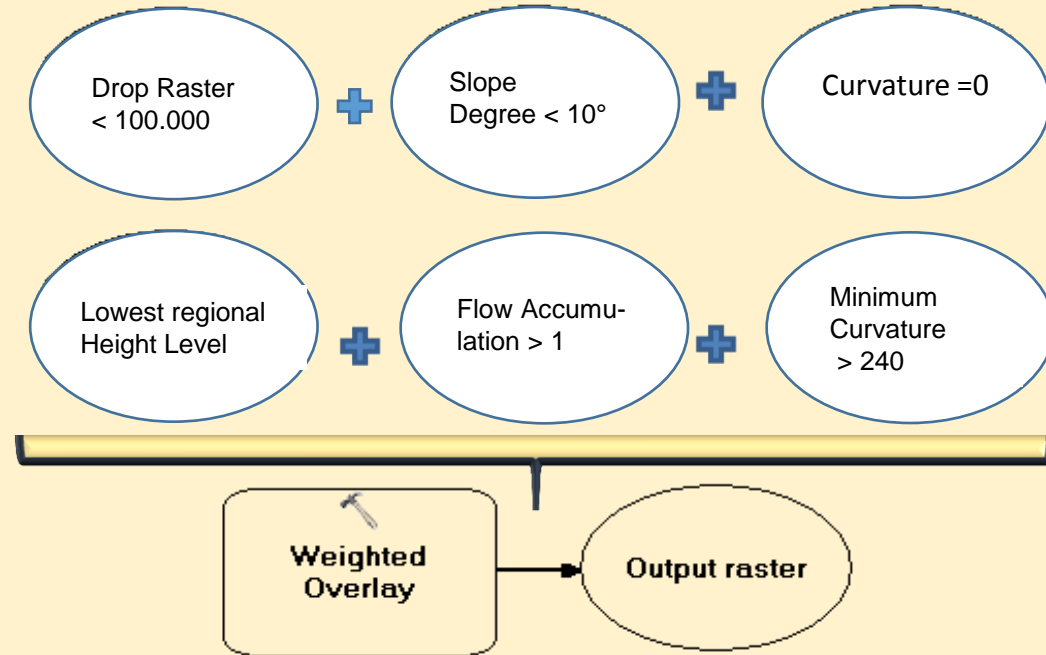 Drop Raster
< 100.000
Slope
Degree < 10°
Curvature =0
Lowest regional
Height Level
Flow Accumu-
lation > 1
Minimum
Curvature
> 240
Weighted
Overlay
Output raster